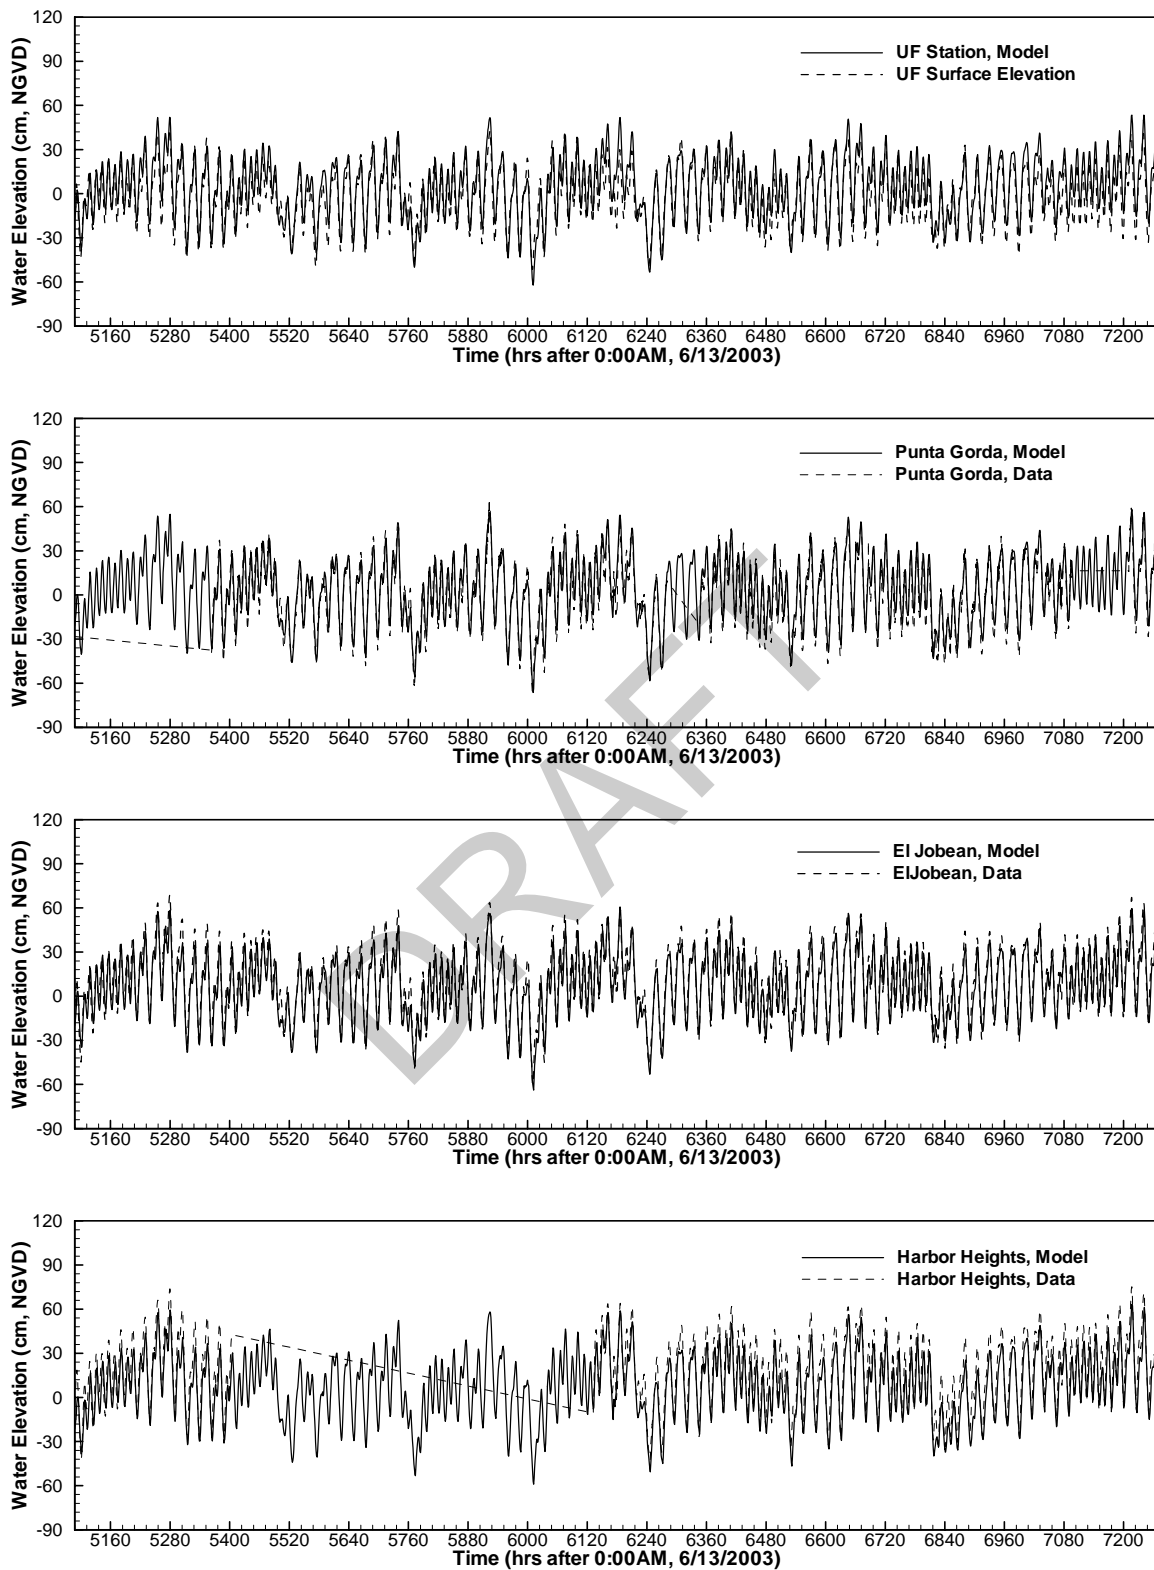 120
90
60
30
0
-30
-60
-90
Water Elevation (cm, NGVD)
UF Station, Model
UF Surface Elevation
5160 5280 5400 5520 5640 5760 5880 6000 6120 6240 6360 6480 6600 6720 6840 6960 7080 7200
Time (hrs after 0:00AM, 6/13/2003)
120
90
60
30
0
-30
-60
-90
Water Elevation (cm, NGVD)
Punta Gorda, Model
Punta Gorda, Data
5160 5280 5400 5520 5640 5760 5880 6000 6120 6240 6360 6480 6600 6720 6840 6960 7080 7200
Time (hrs after 0:00AM, 6/13/2003)
DRAFT
120
90
60
30
0
-30
-60
-90
Water Elevation (cm, NGVD)
El Jobean, Model
ElJobean, Data
5160 5280 5400 5520 5640 5760 5880 6000 6120 6240 6360 6480 6600 6720 6840 6960 7080 7200
Time (hrs after 0:00AM, 6/13/2003)
120
90
60
30
0
-30
-60
-90
Water Elevation (cm, NGVD)
Harbor Heights, Model
Harbor Heights, Data
5160 5280 5400 5520 5640 5760 5880 6000 6120 6240 6360 6480 6600 6720 6840 6960 7080 7200
Time (hrs after 0:00AM, 6/13/2003)